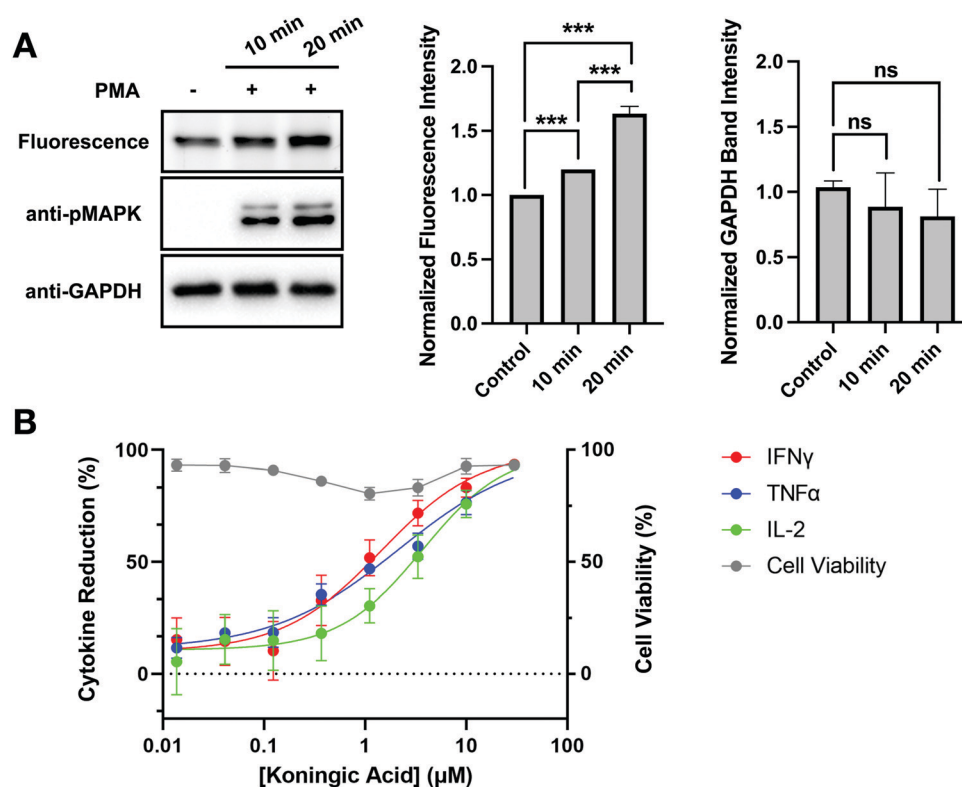 A
10 min
20 min
PMA
-
+
+
Fluorescence
anti-pMAPK
anti-GAPDH
Normalized Fluorescence Intensity
2.0
1.5
1.0
0.5
0.0
***
***
***
Control
10 min
20 min
Normalized GAPDH Band Intensity
2.0
1.5
1.0
0.5
0.0
ns
ns
Control
10 min
20 min
B
Cytokine Reduction (%)
100
50
0
100
50
0
Cell Viability (%)
0.01
0.1
1
10
100
[Koningic Acid] (μM)
IFNγ
TNFα
IL-2
Cell Viability